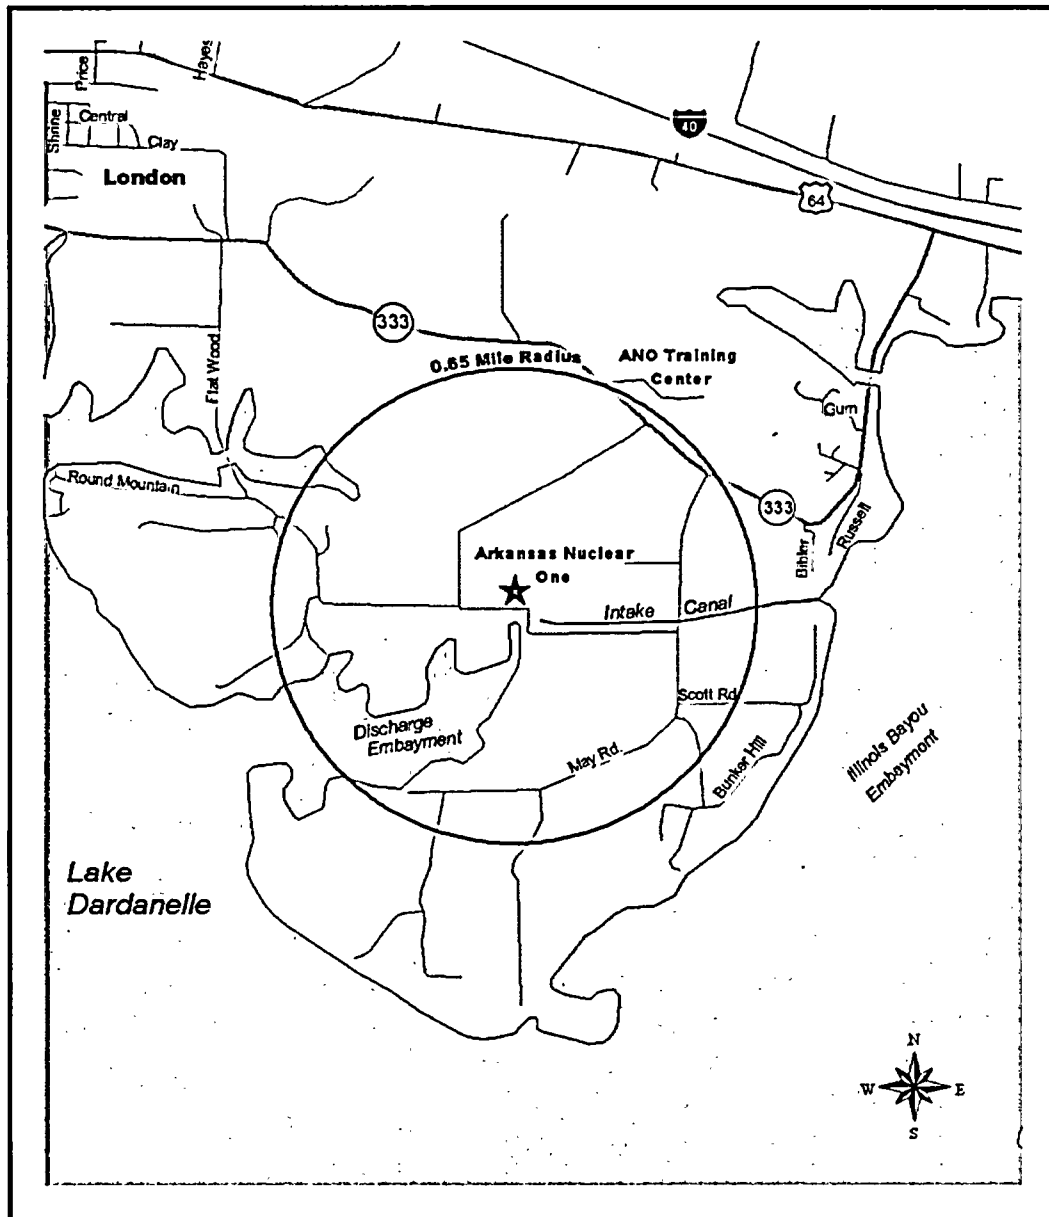 Price
Hayes
Shrine
Central
Clay
London
40
64
333
Flat Wood
0.65 Mile Radius
ANO Training
Center
Gum
Round Mountain
333
Bibler
Russell
Arkansas Nuclear
One
Intake Canal
Scott Rd
Discharge
Embayment
May Rd.
Bunker Hill
Illinois Bayou
Embayment
Lake
Dardanelle
N
W E
S